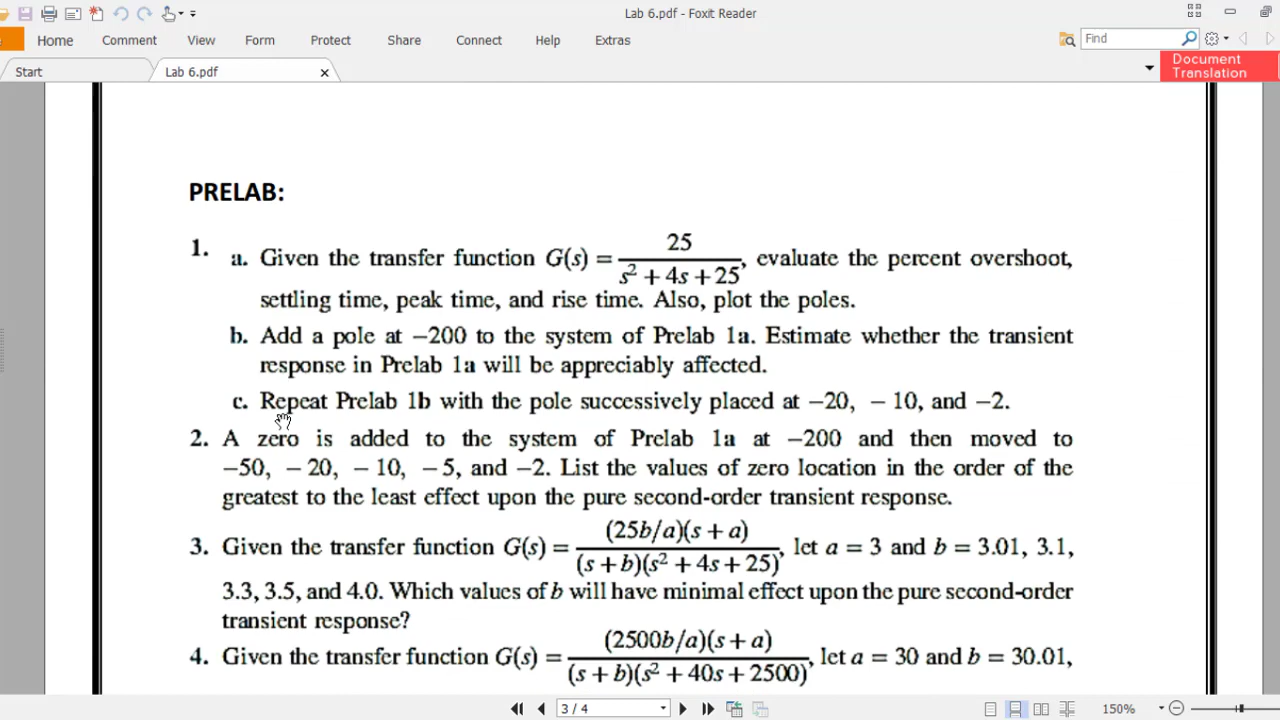 Lab 6.pdf - Foxit Reader
Home Comment View Form Protect Share Connect Help Extras Find
Start Lab 6.pdf × Document
Translation
PRELAB:
1. a. Given the transfer function G(s) = 25 / (s² + 4s + 25), evaluate the percent overshoot,
settling time, peak time, and rise time. Also, plot the poles.
b. Add a pole at −200 to the system of Prelab 1a. Estimate whether the transient
response in Prelab 1a will be appreciably affected.
c. Repeat Prelab 1b with the pole successively placed at −20, − 10, and −2.
2. A zero is added to the system of Prelab 1a at −200 and then moved to
−50, − 20, − 10, − 5, and −2. List the values of zero location in the order of the
greatest to the least effect upon the pure second-order transient response.
3. Given the transfer function G(s) = (25b/a)(s + a) / (s + b)(s² + 4s + 25), let a = 3 and b = 3.01, 3.1,
3.3, 3.5, and 4.0. Which values of b will have minimal effect upon the pure second-order
transient response?
4. Given the transfer function G(s) = (2500b/a)(s + a) / (s + b)(s² + 40s + 2500), let a = 30 and b = 30.01,
3 / 4 150%